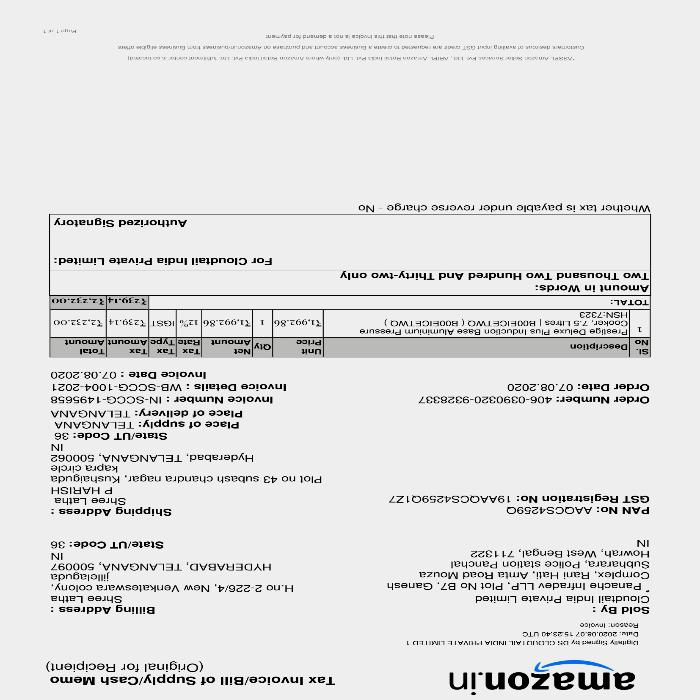 amazon.in
Tax Invoice/Bill of Supply/Cash Memo
(Original for Recipient)
Digitally Signed by DS CLOUDTAIL INDIA PRIVATE LIMITED 1
Date: 2020.08.07 15:23:40 UTC
Reason: Invoice
Sold By :
Cloudtail India Private Limited
* Panache Infradev LLP, Plot No B7, Ganesh
Complex, Rani Hati, Amta Road Mouza
Subharara, Police station Panchal
Howrah, West Bengal, 711322
IN
Billing Address :
Shree Latha
H.no 2-226/4, New Venkateswara colony,
jillelaguda
HYDERABAD, TELANGANA, 500097
IN
State/UT Code: 36
PAN No: AAQCS4259Q
GST Registration No: 19AAQCS4259Q1Z7
Shipping Address :
Shree Latha
P HARISH
Plot no 43 subash chandra nagar, Kushaiguda
kapra circle
Hyderabad, TELANGANA, 500062
IN
State/UT Code: 36
Place of supply: TELANGANA
Place of delivery: TELANGANA
Order Number: 406-0390320-9328337
Order Date: 07.08.2020
Invoice Number : IN-SCCG-1495658
Invoice Details : WB-SCCG-1004-2021
Invoice Date : 07.08.2020
Sl. No Description Unit Price Qty Net Amount Tax Rate Tax Type Tax Amount Total Amount
1 Prestige Deluxe Plus Induction Base Aluminium Pressure ₹1,992.86 1 ₹1,992.86 12% IGST ₹239.14 ₹2,232.00
Cooker, 7.5 Litres | B00EICEFWQ ( B00EICEFWQ )
HSN:7323
TOTAL: ₹239.14 ₹2,232.00
Amount in Words:
Two Thousand Two Hundred And Thirty-two only
For Cloudtail India Private Limited:
Authorized Signatory
Whether tax is payable under reverse charge - No
*ASSPL-Amazon Seller Services Pvt. Ltd., ARIPL-Amazon Retail India Pvt. Ltd. (only where Amazon Retail India Pvt. Ltd. fulfillment center is co-located)
Customers desirous of availing input GST credit are requested to create a Business account and purchase on Amazon.in/business from Business eligible offers
Please note that this invoice is not a demand for payment
Page 1 of 1